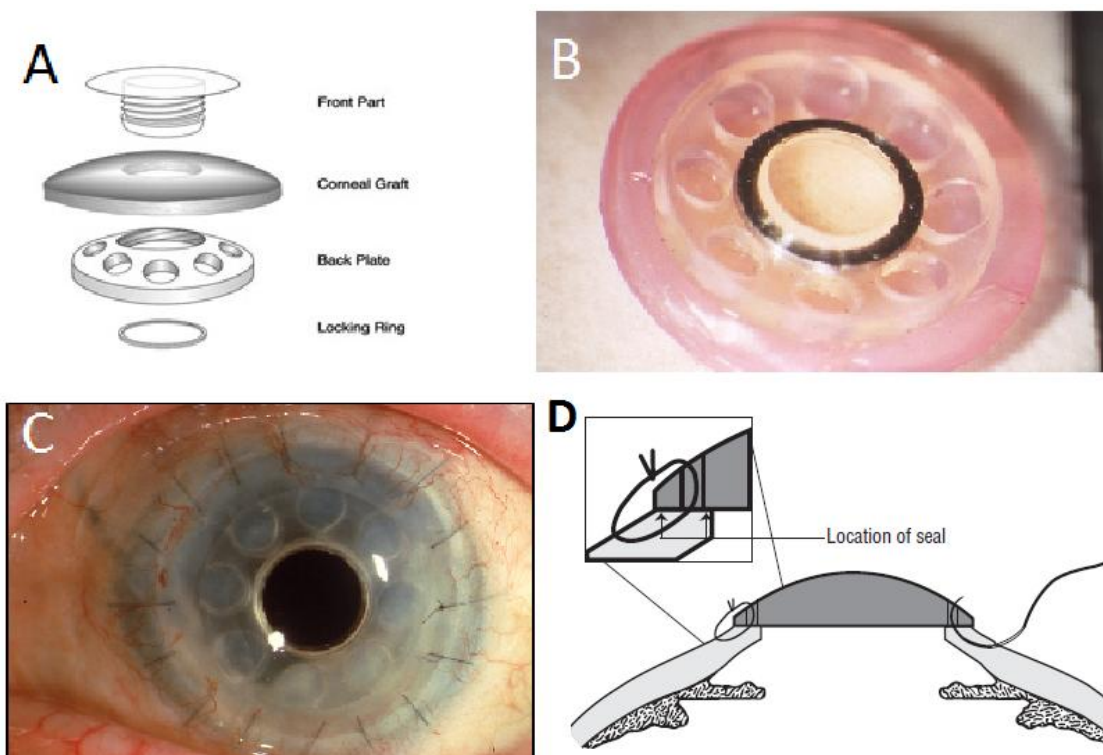 A
Front Part
Corneal Graft
Back Plate
Locking Ring
B
C
D
Location of seal